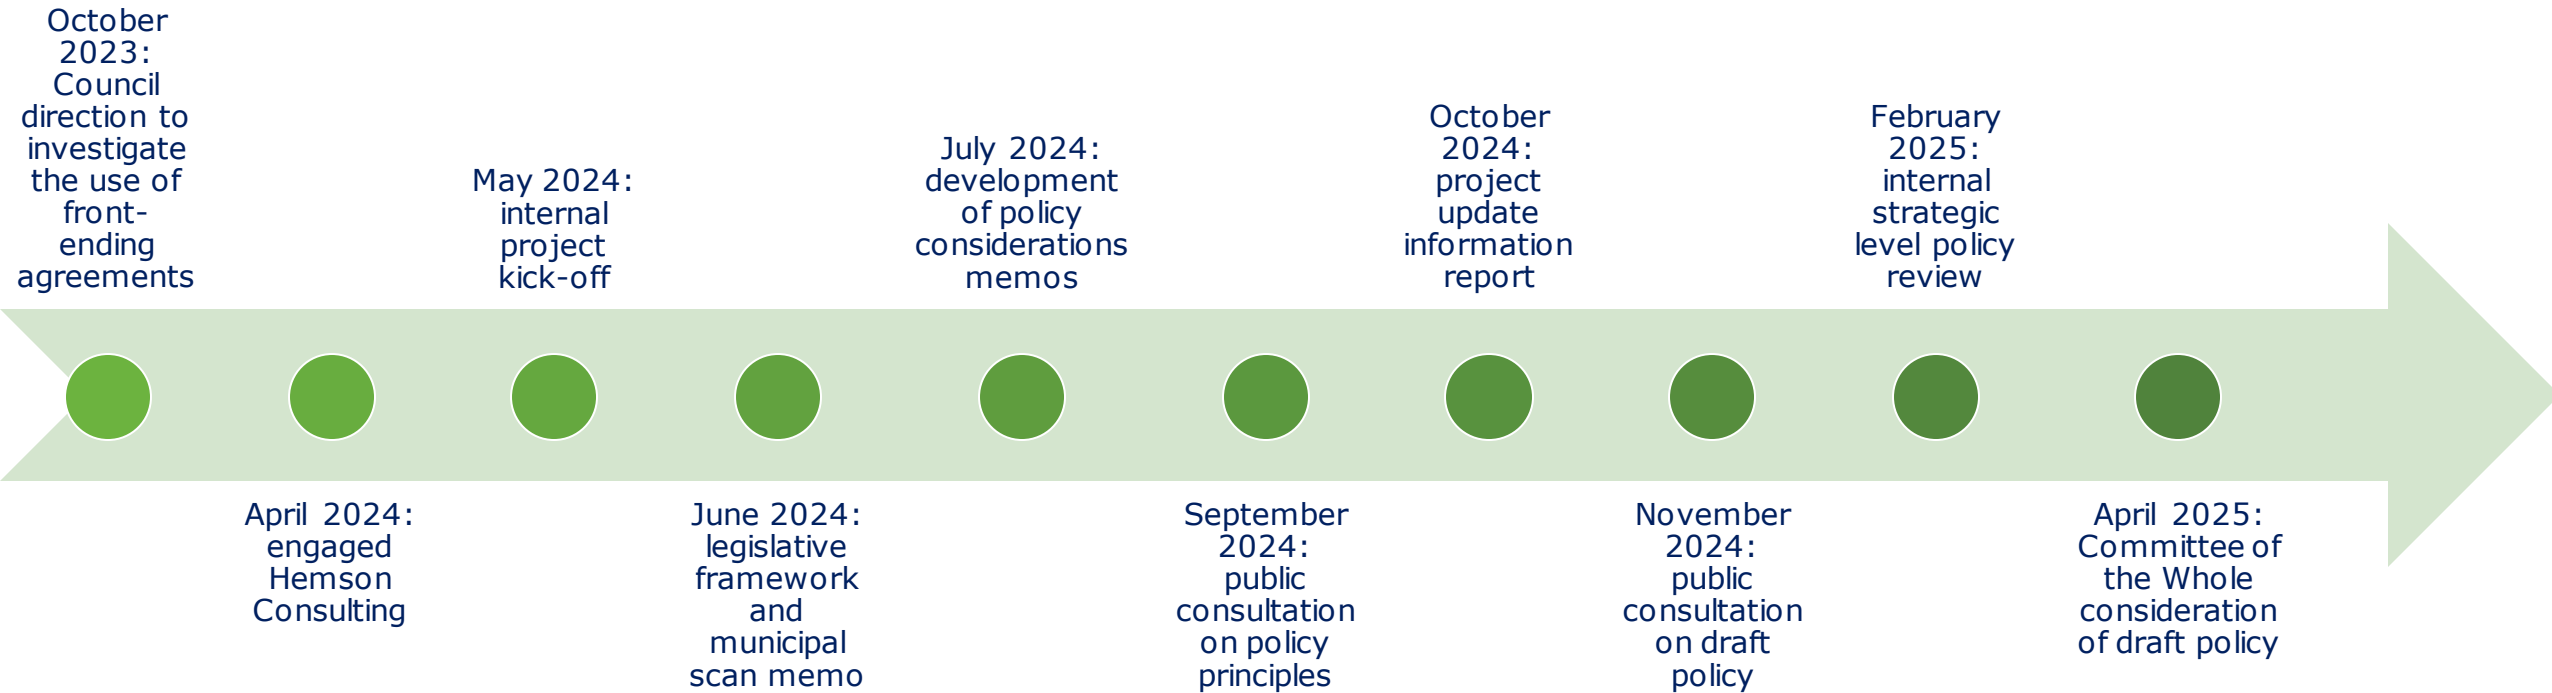 October
2023:
Council
direction to
investigate
the use of
front-
ending
agreements
April 2024:
engaged
Hemson
Consulting
May 2024:
internal
project
kick-off
June 2024:
legislative
framework
and
municipal
scan memo
July 2024:
development
of policy
considerations
memos
September
2024:
public
consultation
on policy
principles
October
2024:
project
update
information
report
November
2024:
public
consultation
on draft
policy
February
2025:
internal
strategic
level policy
review
April 2025:
Committee of
the Whole
consideration
of draft policy